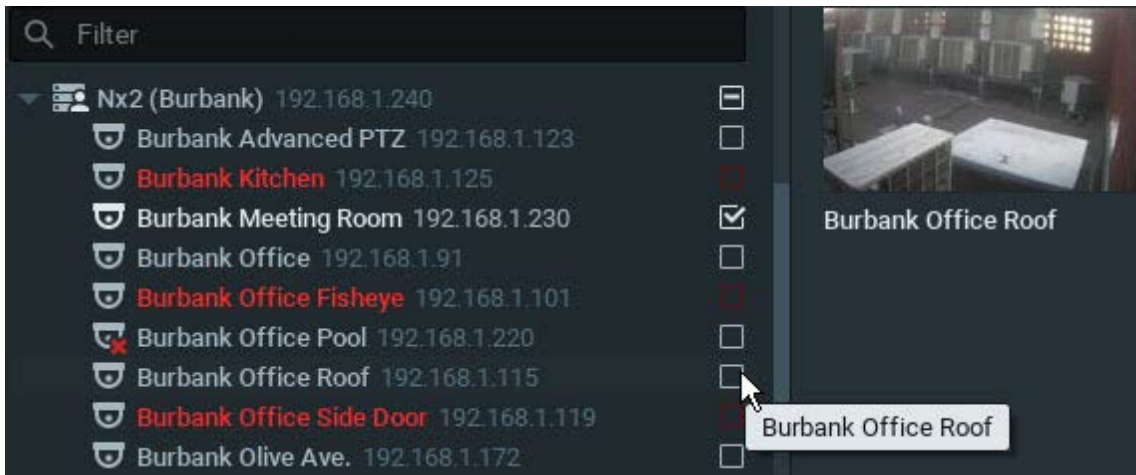 Filter
Nx2 (Burbank) 192.168.1.240
Burbank Advanced PTZ 192.168.1.123
Burbank Kitchen 192.168.1.125
Burbank Meeting Room 192.168.1.230
Burbank Office 192.168.1.91
Burbank Office Fisheye 192.168.1.101
Burbank Office Pool 192.168.1.220
Burbank Office Roof 192.168.1.115
Burbank Office Side Door 192.168.1.119
Burbank Olive Ave. 192.168.1.172
Burbank Office Roof
Burbank Office Roof